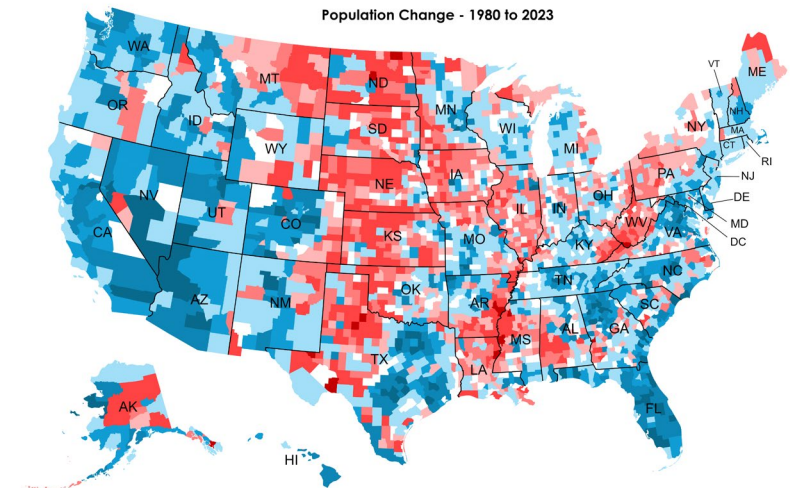 Population Change - 1980 to 2023
WA
MT
ND
MN
VT
ME
OR
ID
SD
WI
MI
NY
NH
MA
CT
RI
WY
NE
IA
PA
NJ
NV
UT
CO
IL
IN
OH
DE
MD
DC
CA
KS
MO
KY
WV
VA
AZ
NM
OK
AR
TN
NC
SC
TX
LA
MS
AL
GA
FL
AK
HI